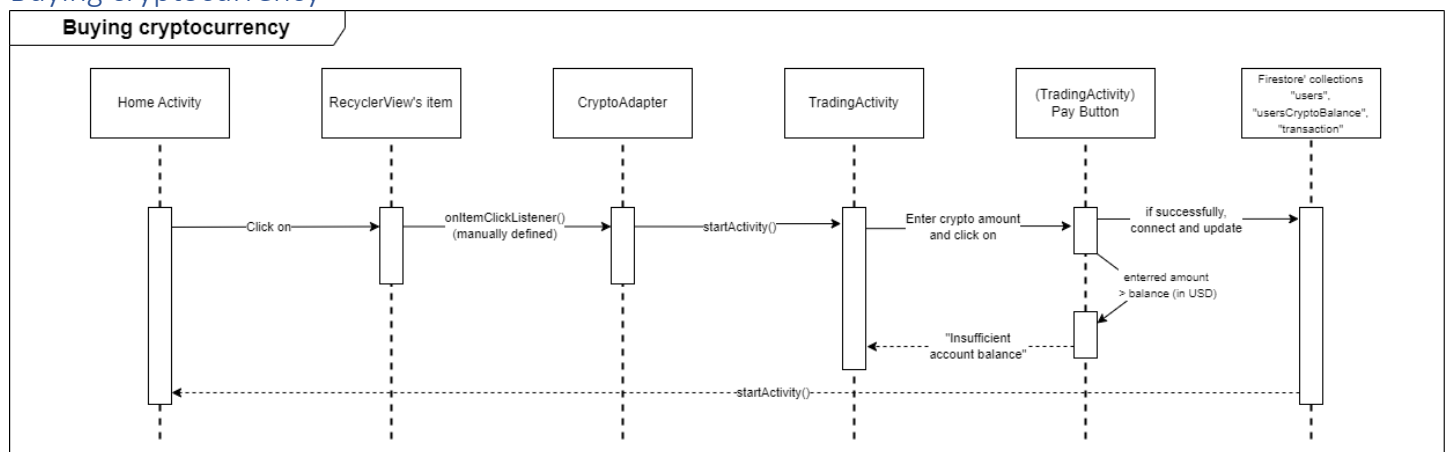 Buying cryptocurrency
Buying cryptocurrency
Home Activity
RecyclerView's item
CryptoAdapter
TradingActivity
(TradingActivity)
Pay Button
Firestore' collections
"users",
"usersCryptoBalance",
"transaction"
Click on
onItemClickListener()
(manually defined)
startActivity()
Enter crypto amount
and click on
if successfully,
connect and update
enterred amount
> balance (in USD)
"Insufficient
account balance"
startActivity()